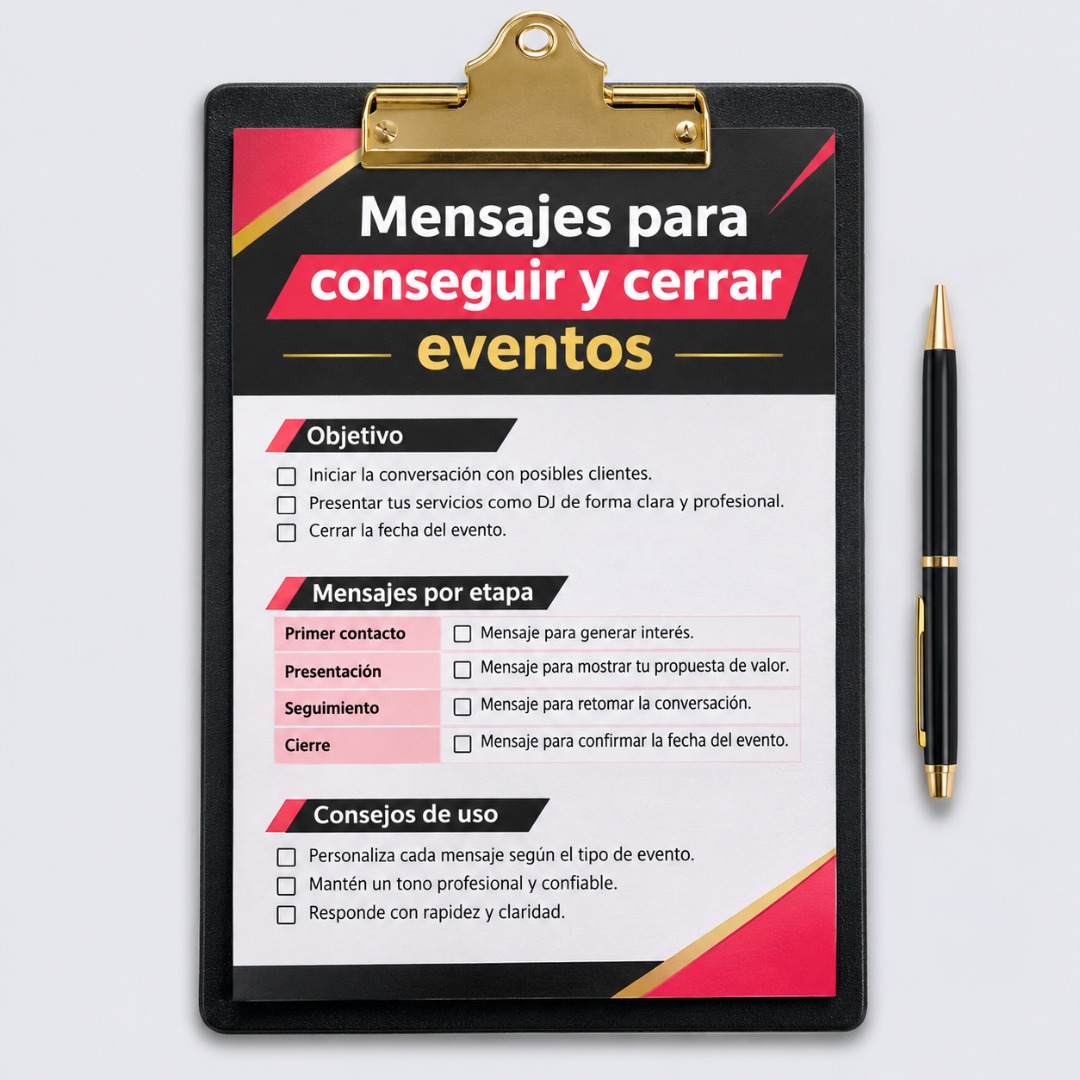 Mensajes para
conseguir y cerrar
eventos
Objetivo
Iniciar la conversación con posibles clientes.
Presentar tus servicios como DJ de forma clara y profesional.
Cerrar la fecha del evento.
Mensajes por etapa
Primer contacto Mensaje para generar interés.
Presentación Mensaje para mostrar tu propuesta de valor.
Seguimiento Mensaje para retomar la conversación.
Cierre Mensaje para confirmar la fecha del evento.
Consejos de uso
Personaliza cada mensaje según el tipo de evento.
Mantén un tono profesional y confiable.
Responde con rapidez y claridad.